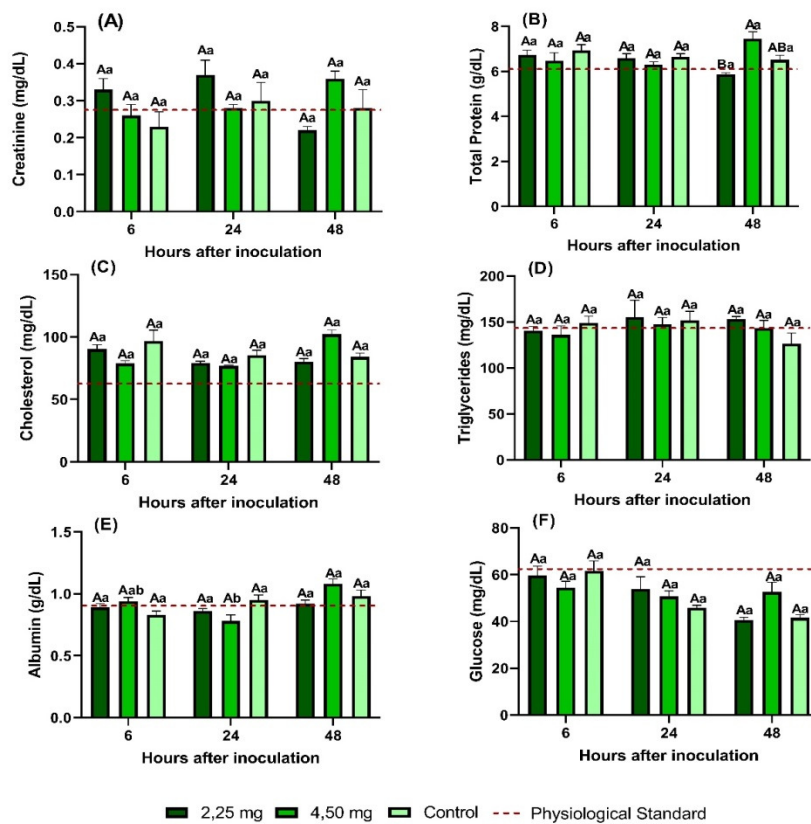 (A)
Creatinine (mg/dL)
0.5
0.4
0.3
0.2
0.1
0.0
Aa Aa Aa Aa Aa Aa Aa Aa Aa
6 24 48
Hours after inoculation
(B)
Total Protein (g/dL)
8
6
4
2
0
Aa Aa Aa Aa Aa Aa Ba Aa ABa
6 24 48
Hours after inoculation
(C)
Cholesterol (mg/dL)
150
100
50
0
Aa Aa Aa Aa Aa Aa Aa Aa Aa
6 24 48
Hours after inoculation
(D)
Triglycerides (mg/dL)
200
150
100
50
0
Aa Aa Aa Aa Aa Aa Aa Aa Aa
6 24 48
Hours after inoculation
(E)
Albumin (g/dL)
1.5
1.0
0.5
0.0
Aa Aab Aa Aa Ab Aa Aa Aa Aa
6 24 48
Hours after inoculation
(F)
Glucose (mg/dL)
80
60
40
20
0
Aa Aa Aa Aa Aa Aa Aa Aa Aa
6 24 48
Hours after inoculation
2,25 mg 4,50 mg Control Physiological Standard